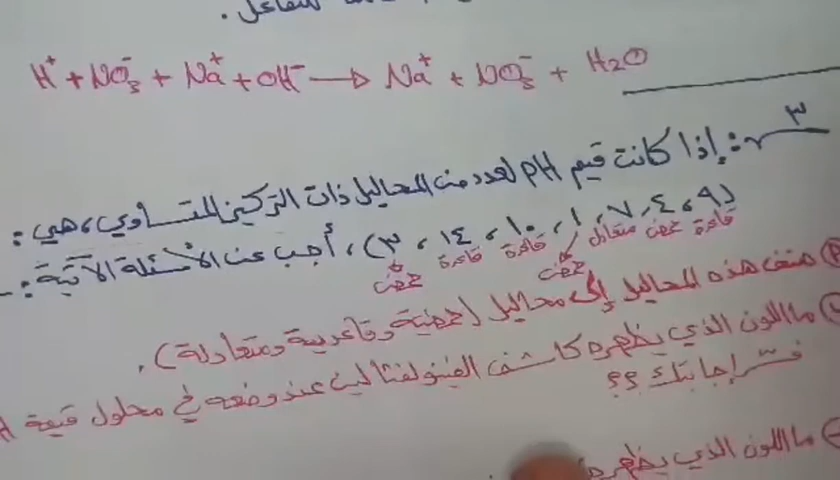 للتفاعل.
H⁺ + NO₃⁻ + Na⁺ + OH⁻ → Na⁺ + NO₃⁻ + H₂O
س٣: إذا كانت قيم pH لعدد من المحاليل ذات التركيز المتساوي، هي:
(٩، ٤، ٧، ١، ١٠، ١٤، ٣)، أجب عن الأسئلة الآتية:
قاعدة حمض متعادل حمض قاعدة قاعدة حمض
صنف هذه المحاليل إلى محاليل (حمضية وقاعدية ومتعادلة).
ما اللون الذي يظهره كاشف الفينولفثالين عند وضعه في محلول قيمة
فسّر إجابتك؟؟
ما اللون الذي يظهره